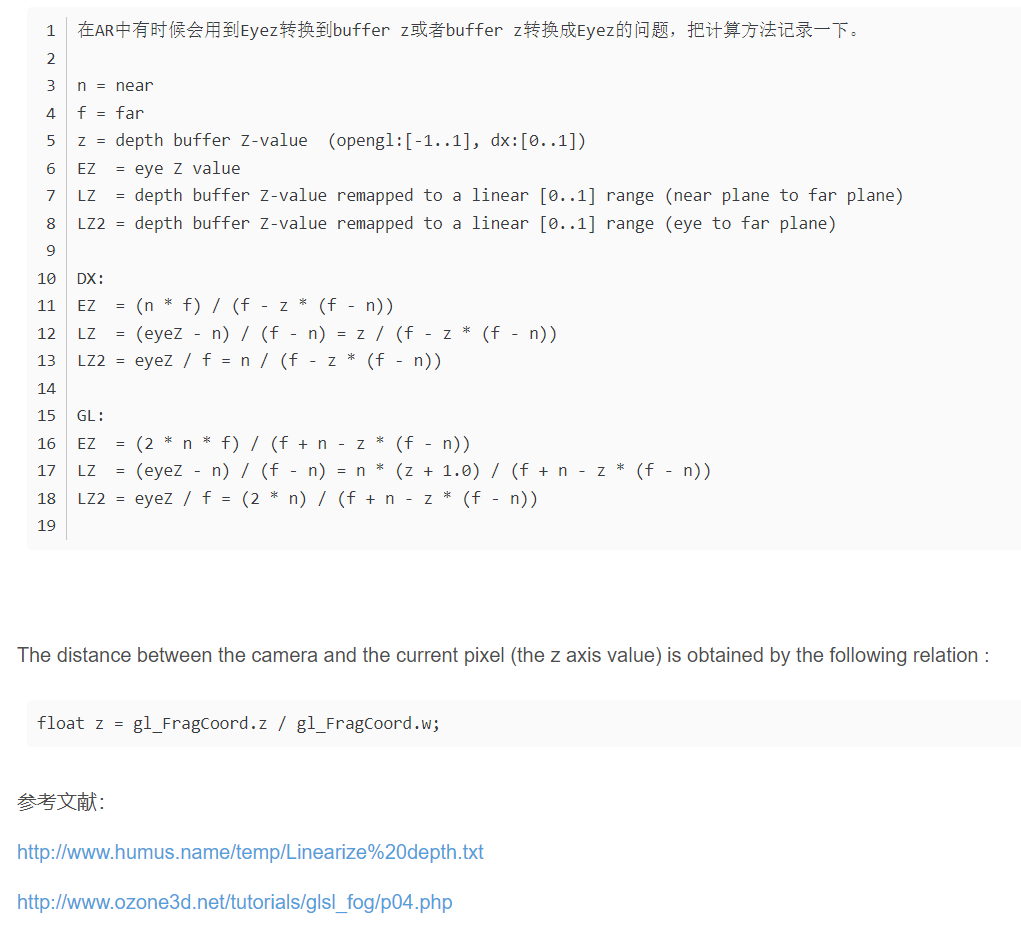 1 在AR中有时候会用到Eyez转换到buffer z或者buffer z转换成Eyez的问题，把计算方法记录一下。
2
3 n = near
4 f = far
5 z = depth buffer Z-value  (opengl:[-1..1], dx:[0..1])
6 EZ  = eye Z value
7 LZ  = depth buffer Z-value remapped to a linear [0..1] range (near plane to far plane)
8 LZ2 = depth buffer Z-value remapped to a linear [0..1] range (eye to far plane)
9
10 DX:
11 EZ  = (n * f) / (f - z * (f - n))
12 LZ  = (eyeZ - n) / (f - n) = z / (f - z * (f - n))
13 LZ2 = eyeZ / f = n / (f - z * (f - n))
14
15 GL:
16 EZ  = (2 * n * f) / (f + n - z * (f - n))
17 LZ  = (eyeZ - n) / (f - n) = n * (z + 1.0) / (f + n - z * (f - n))
18 LZ2 = eyeZ / f = (2 * n) / (f + n - z * (f - n))
19
The distance between the camera and the current pixel (the z axis value) is obtained by the following relation :
float z = gl_FragCoord.z / gl_FragCoord.w;
参考文献：
http://www.humus.name/temp/Linearize%20depth.txt
http://www.ozone3d.net/tutorials/glsl_fog/p04.php